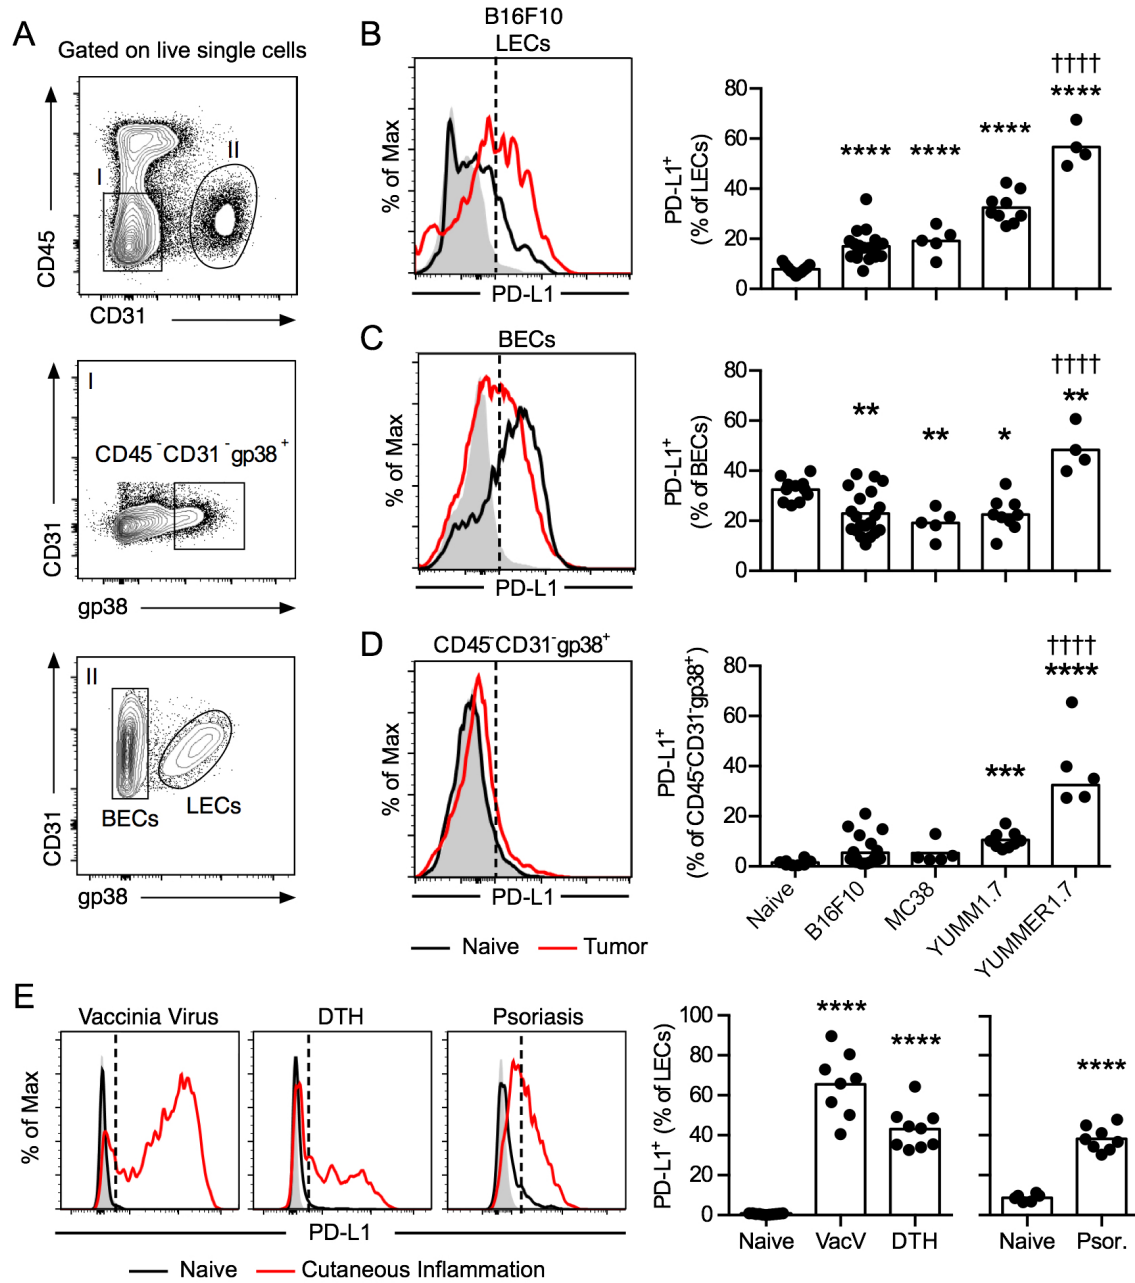 A
Gated on live single cells
CD45
I
II
CD31
I
CD45-CD31-gp38+
CD31
gp38
II
BECs
LECs
CD31
gp38
B
B16F10
LECs
% of Max
PD-L1
PD-L1+
(% of LECs)
80
60
40
20
0
****
****
****
††††
****
C
BECs
% of Max
PD-L1
PD-L1+
(% of BECs)
80
60
40
20
0
**
**
*
††††
**
D
CD45-CD31-gp38+
% of Max
PD-L1
Naive
Tumor
PD-L1+
(% of CD45-CD31-gp38+)
80
60
40
20
0
***
††††
****
Naive
B16F10
MC38
YUMM1.7
YUMMER1.7
E
Vaccinia Virus
DTH
Psoriasis
% of Max
PD-L1
Naive
Cutaneous Inflammation
PD-L1+ (% of LECs)
100
80
60
40
20
0
****
****
****
Naive
VacV
DTH
Naive
Psor.